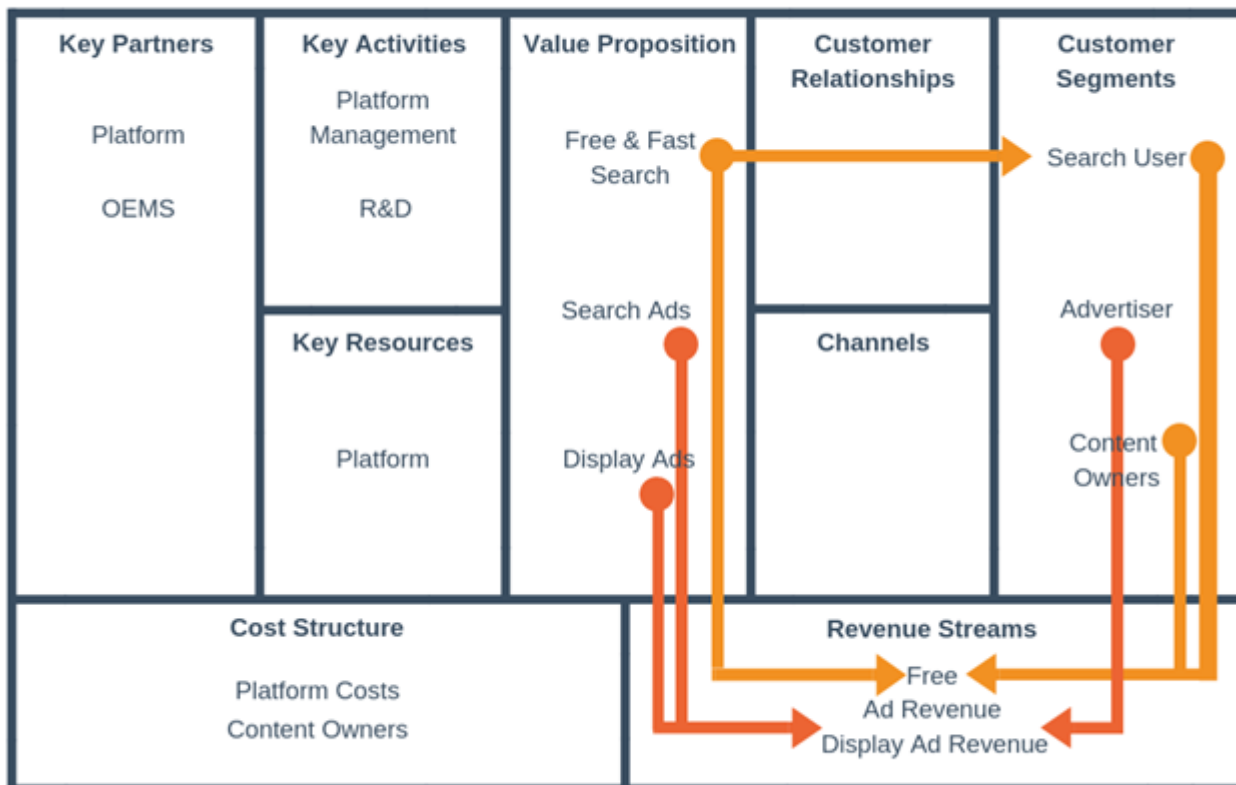 Key Partners
Platform
OEMS
Key Activities
Platform
Management
R&D
Key Resources
Platform
Value Proposition
Free & Fast
Search
Search Ads
Display Ads
Customer
Relationships
Channels
Customer
Segments
Search User
Advertiser
Content
Owners
Cost Structure
Platform Costs
Content Owners
Revenue Streams
Free
Ad Revenue
Display Ad Revenue